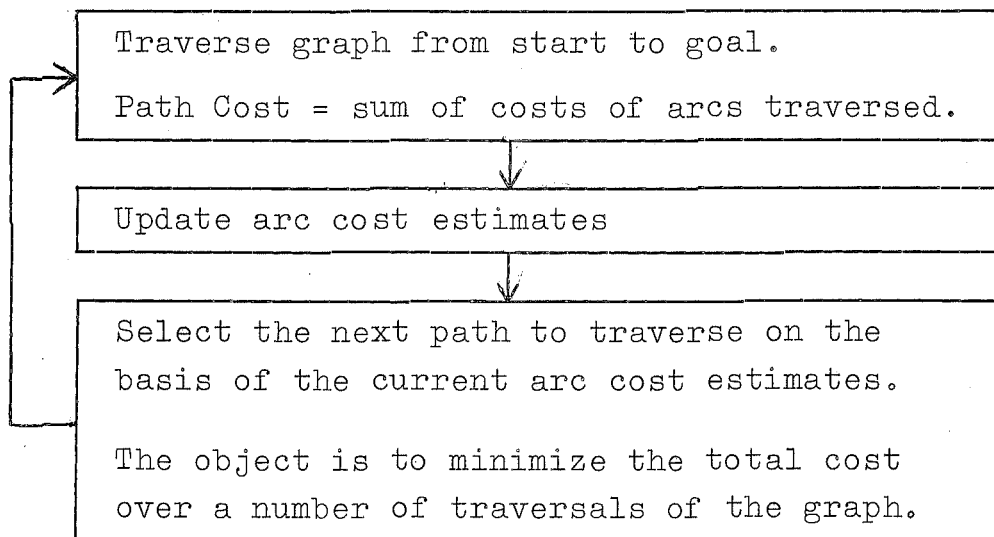 Traverse graph from start to goal.
Path Cost = sum of costs of arcs traversed.
Update arc cost estimates
Select the next path to traverse on the
basis of the current arc cost estimates.
The object is to minimize the total cost
over a number of traversals of the graph.